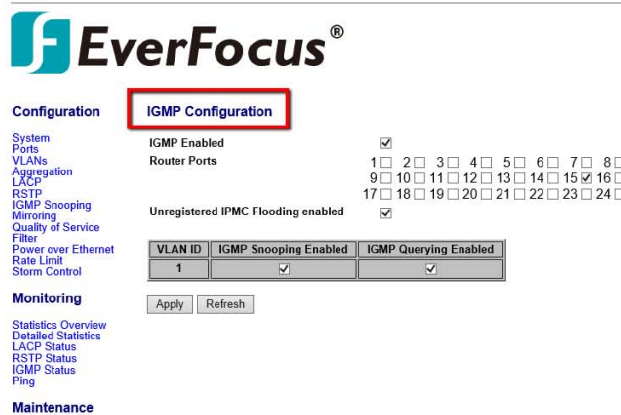 EverFocus®
Configuration
System
Ports
VLANs
Aggregation
LACP
RSTP
IGMP Snooping
Mirroring
Quality of Service
Filter
Power over Ethernet
Rate Limit
Storm Control
Monitoring
Statistics Overview
Detailed Statistics
LACP Status
RSTP Status
IGMP Status
Ping
Maintenance
IGMP Configuration
IGMP Enabled
Router Ports
1 2 3 4 5 6 7 8
9 10 11 12 13 14 15 16
17 18 19 20 21 22 23 24
Unregistered IPMC Flooding enabled
VLAN ID IGMP Snooping Enabled IGMP Querying Enabled
1
Apply Refresh